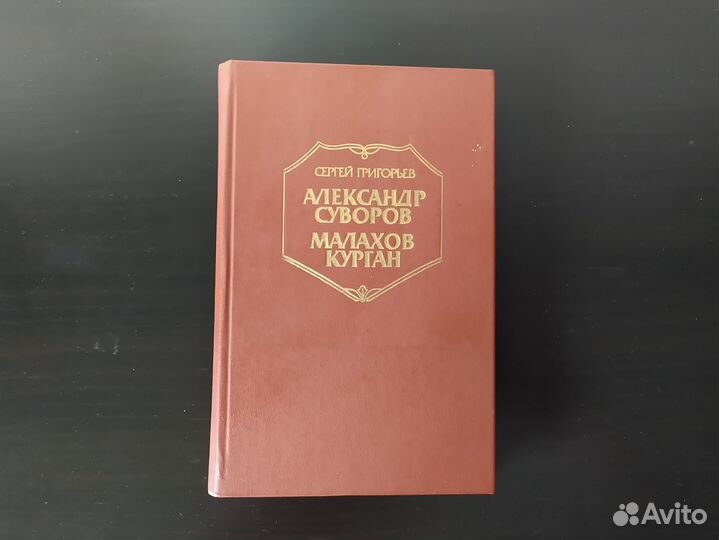 СЕРГЕЙ ГРИГОРЬЕВ
АЛЕКСАНДР
СУВОРОВ
МАЛАХОВ
КУРГАН
Avito